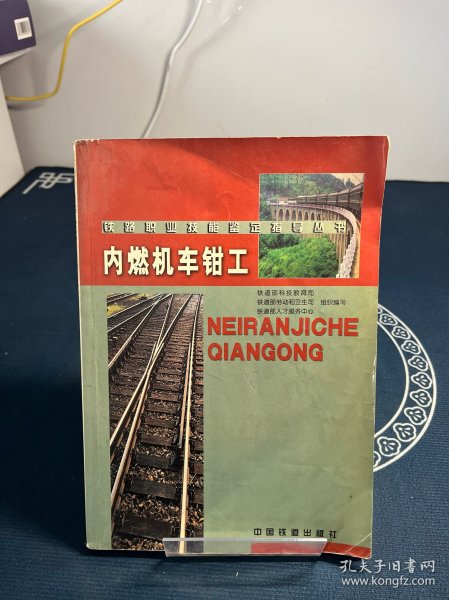 铁路职业技能鉴定指导丛书
内燃机车钳工
铁道部科技教育司
铁道部劳动和卫生司 组织编写
铁道部人才服务中心
NEIRANJICHE
QIANGONG
中国铁道出版社
孔夫子旧书网
www.kongfz.com